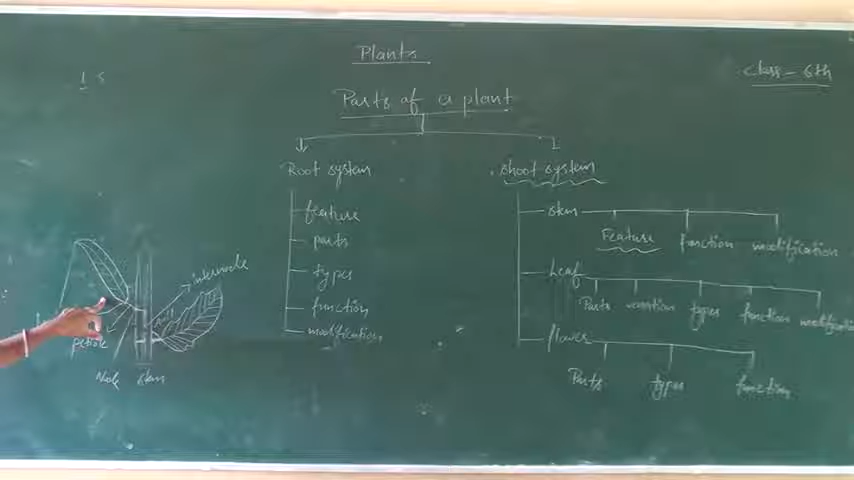 Plants
Class - 6th
Parts of a plant
Root system
Shoot system
feature
parts
types
function
modification
stem
Feature function modification
Leaf
Parts venation types function modification
flower
Parts types function
internode
petiole
Node stem